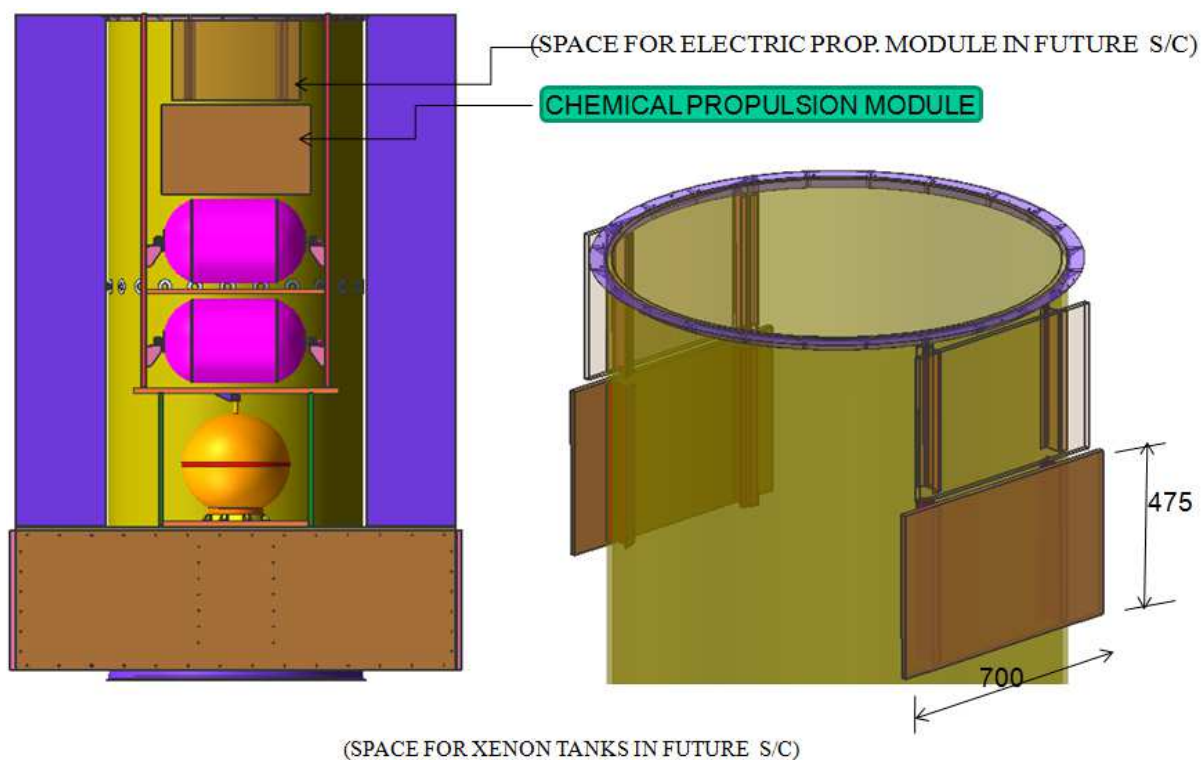 (SPACE FOR ELECTRIC PROP. MODULE IN FUTURE S/C)
CHEMICAL PROPULSION MODULE
475
700
(SPACE FOR XENON TANKS IN FUTURE S/C)